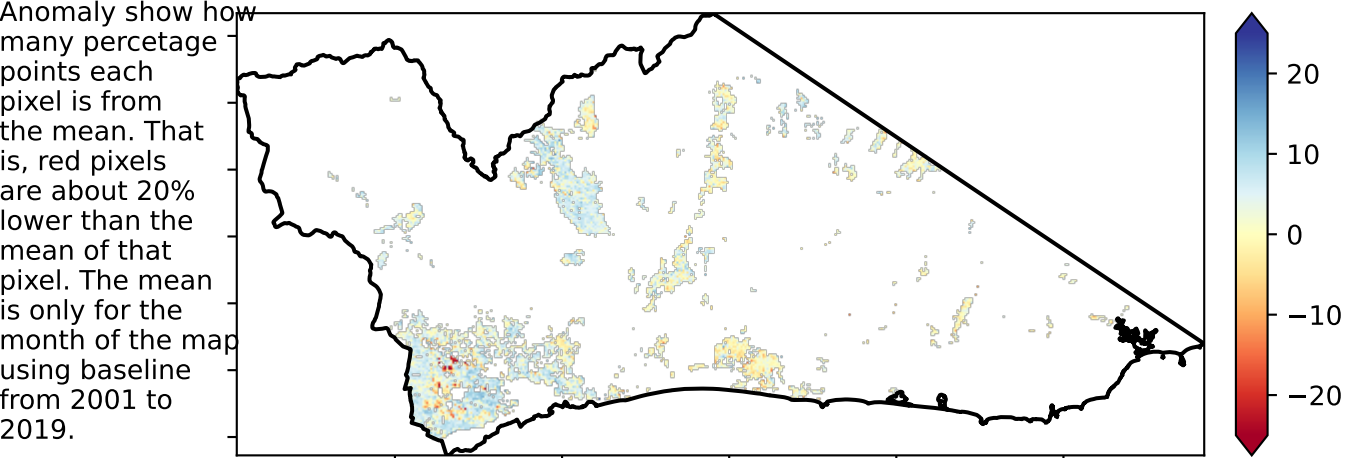 Anomaly show how
many percetage
points each
pixel is from
the mean. That
is, red pixels
are about 20%
lower than the
mean of that
pixel. The mean
is only for the
month of the map
using baseline
from 2001 to
2019.
20
10
0
−10
−20